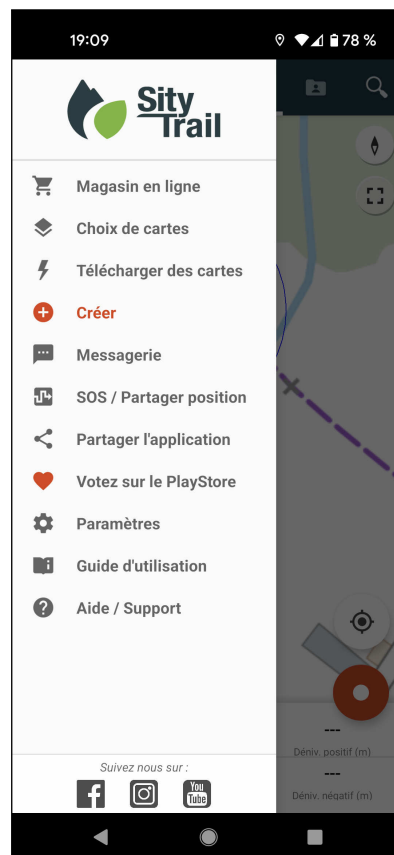 19:09 78 %
Sity
Trail
Magasin en ligne
Choix de cartes
Télécharger des cartes
Créer
Messagerie
SOS / Partager position
Partager l'application
Votez sur le PlayStore
Paramètres
Guide d'utilisation
Aide / Support
---
Déniv. positif (m)
---
Déniv. négatif (m)
Suivez nous sur :
You
Tube